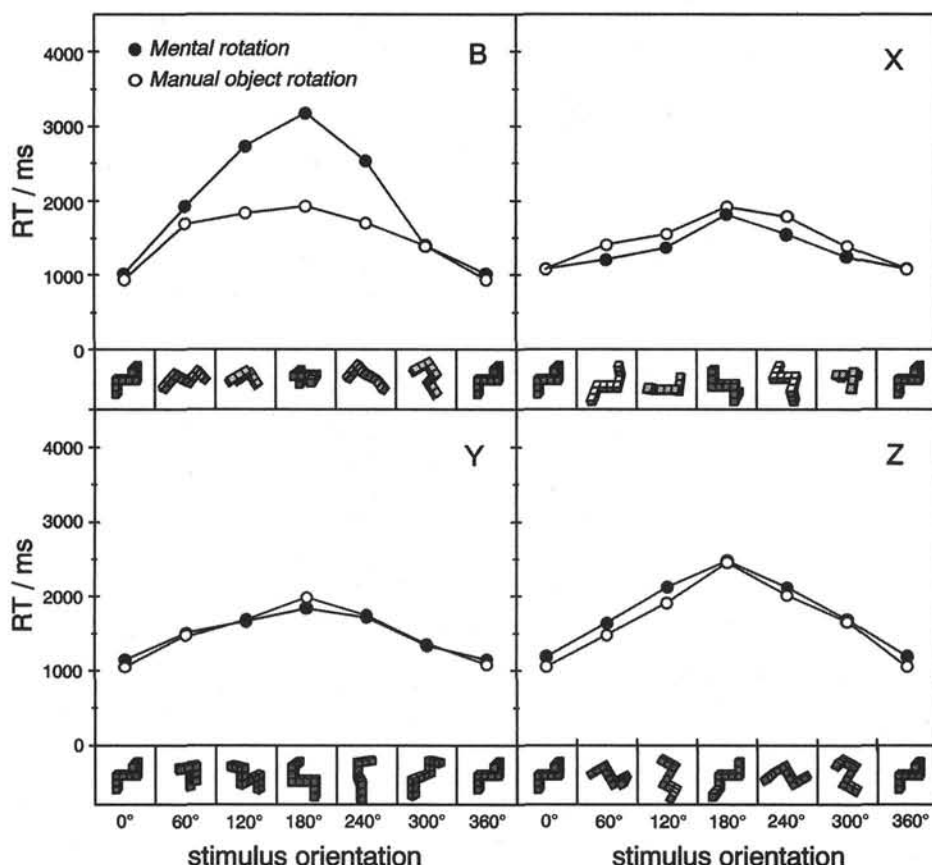 B
● Mental rotation
○ Manual object rotation
4000
3000
2000
1000
0
RT / ms
X
Y
4000
3000
2000
1000
0
RT / ms
0° 60° 120° 180° 240° 300° 360°
stimulus orientation
Z
0° 60° 120° 180° 240° 300° 360°
stimulus orientation